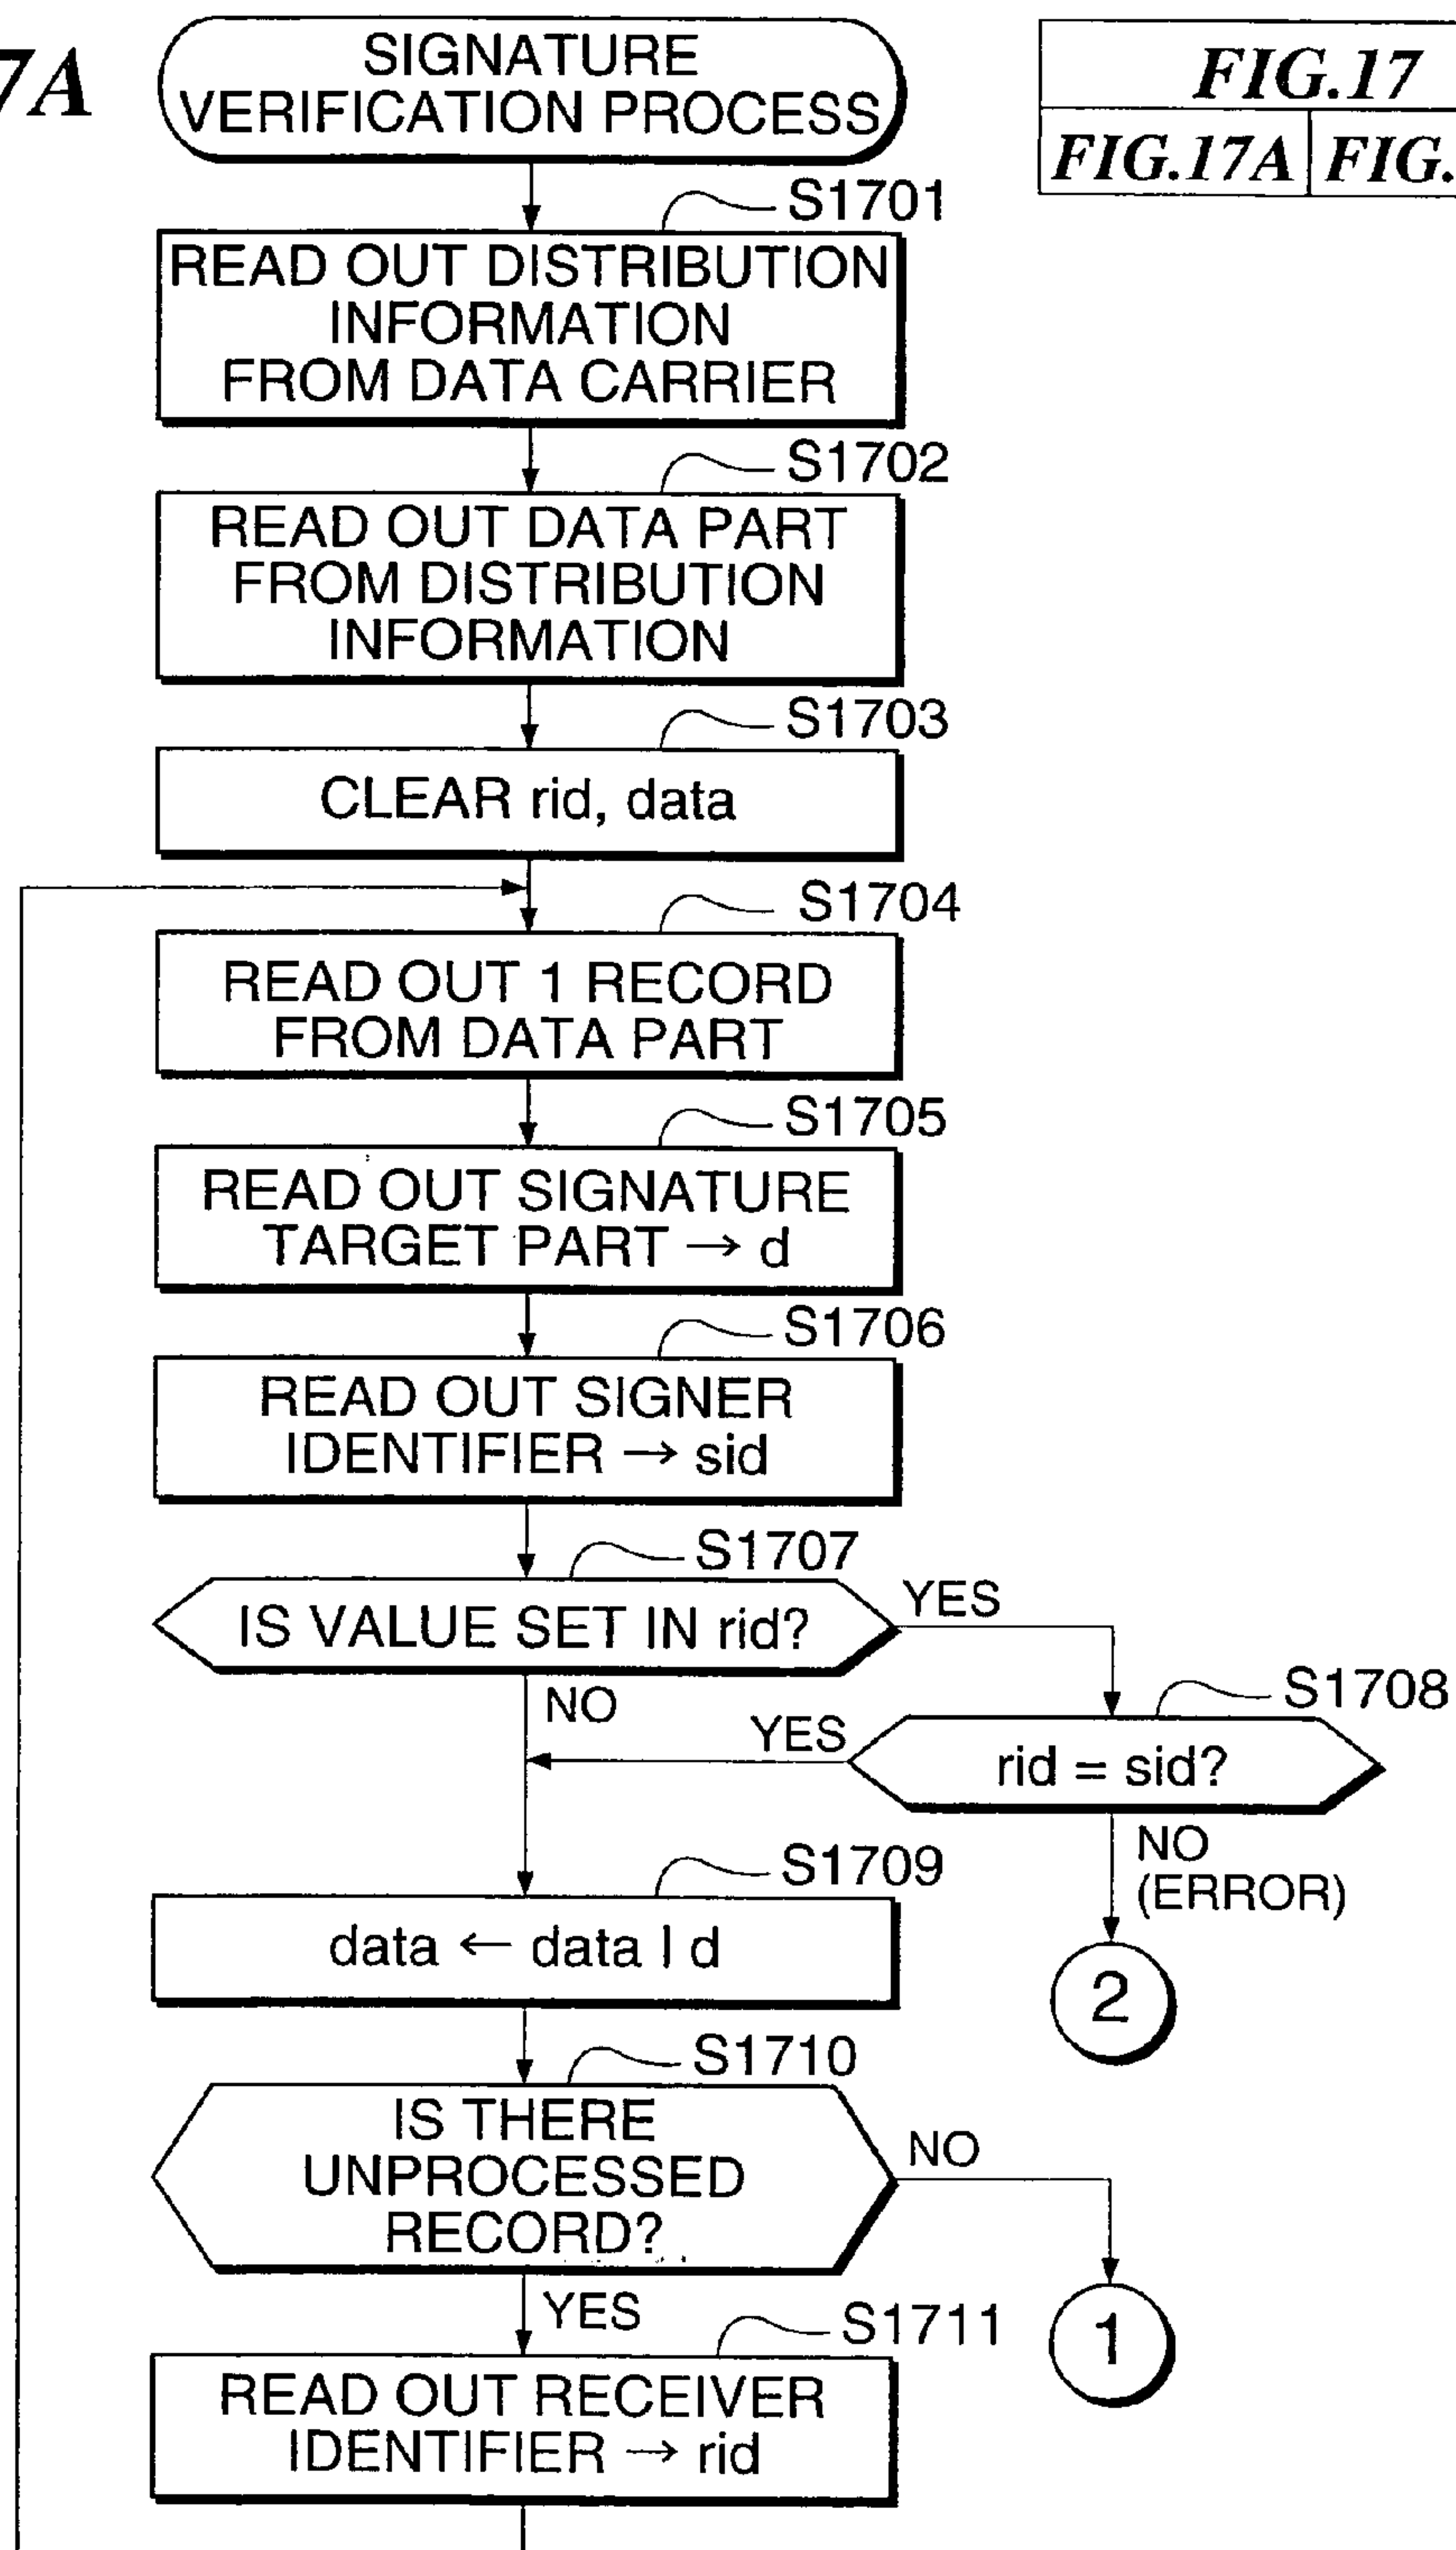 7A
SIGNATURE
VERIFICATION PROCESS
FIG.17
FIG.17A
FIG.
S1701
READ OUT DISTRIBUTION
INFORMATION
FROM DATA CARRIER
S1702
READ OUT DATA PART
FROM DISTRIBUTION
INFORMATION
S1703
CLEAR rid, data
S1704
READ OUT 1 RECORD
FROM DATA PART
S1705
READ OUT SIGNATURE
TARGET PART → d
S1706
READ OUT SIGNER
IDENTIFIER → sid
S1707
IS VALUE SET IN rid?
YES
NO
S1708
YES
rid = sid?
NO
(ERROR)
2
S1709
data ← data | d
S1710
IS THERE
UNPROCESSED
RECORD?
NO
1
YES
S1711
READ OUT RECEIVER
IDENTIFIER → rid